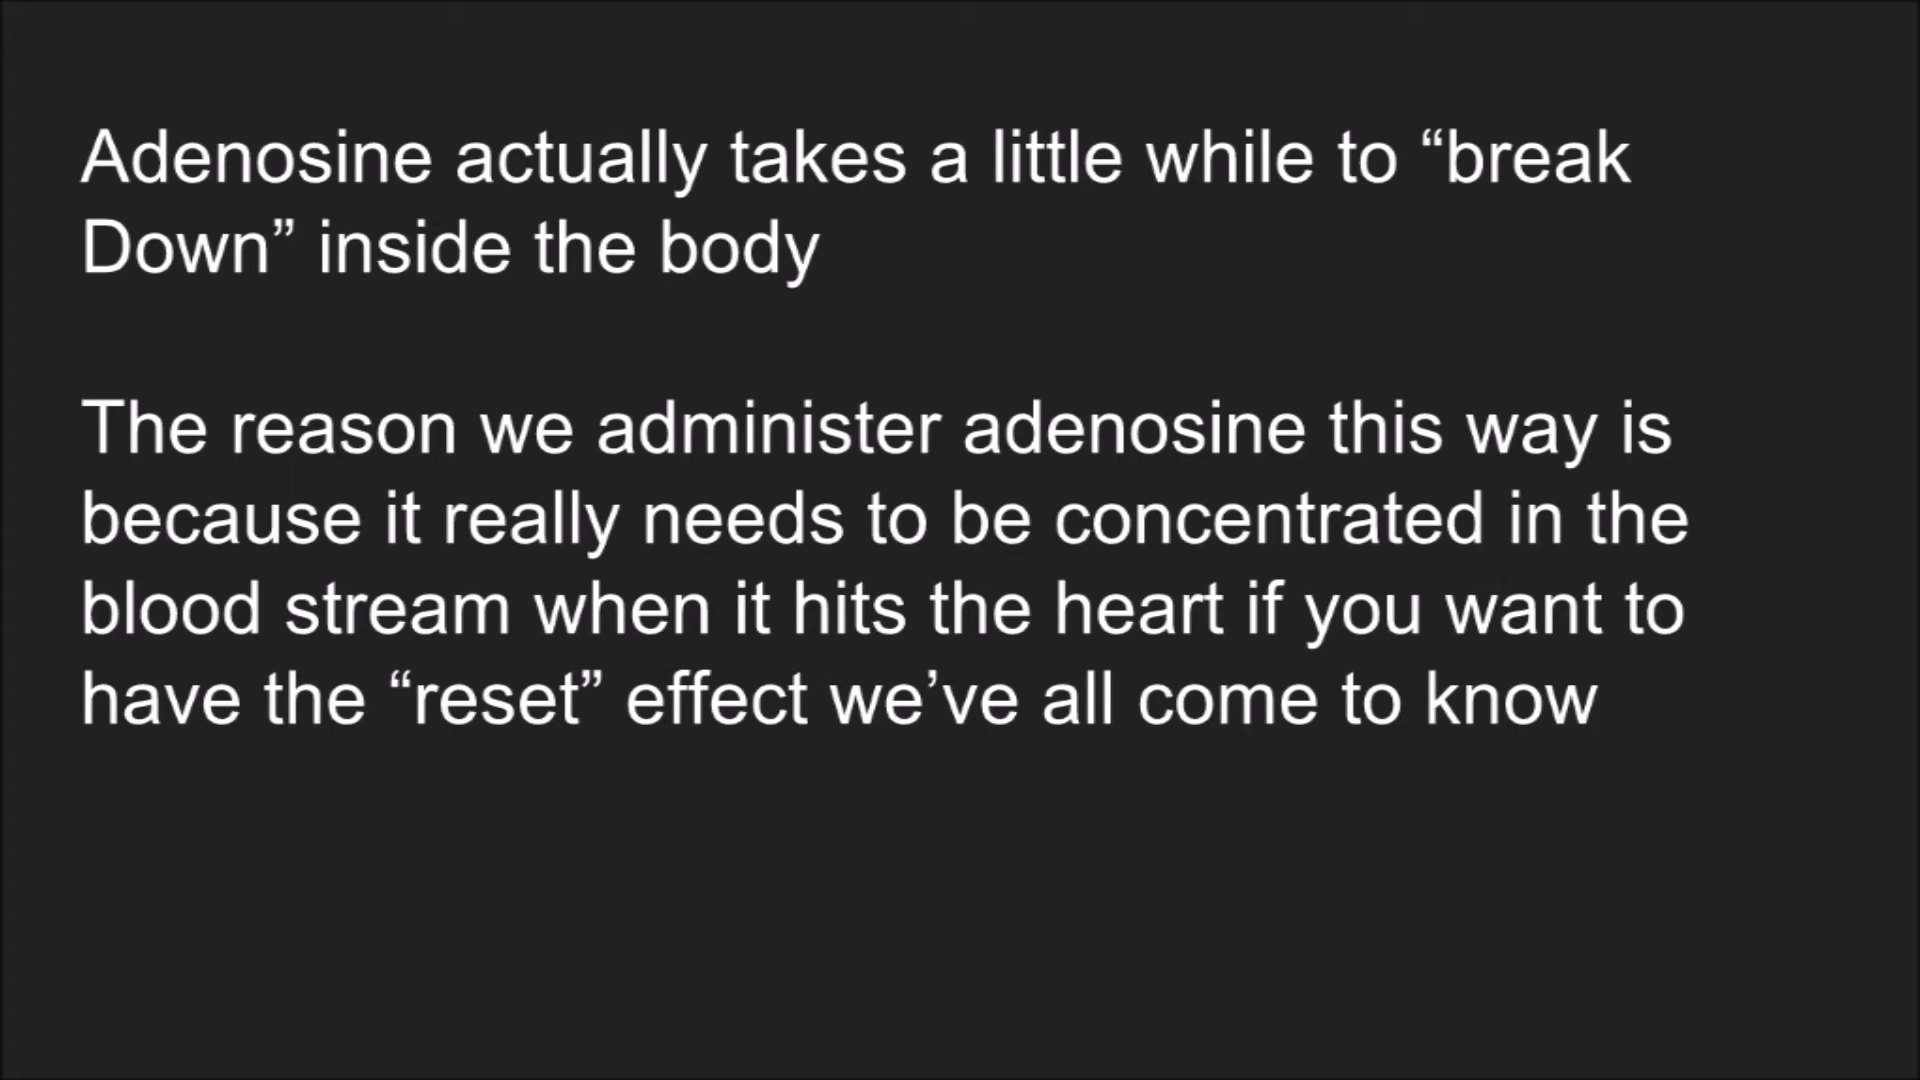 Adenosine actually takes a little while to “break
Down” inside the body
The reason we administer adenosine this way is
because it really needs to be concentrated in the
blood stream when it hits the heart if you want to
have the “reset” effect we’ve all come to know